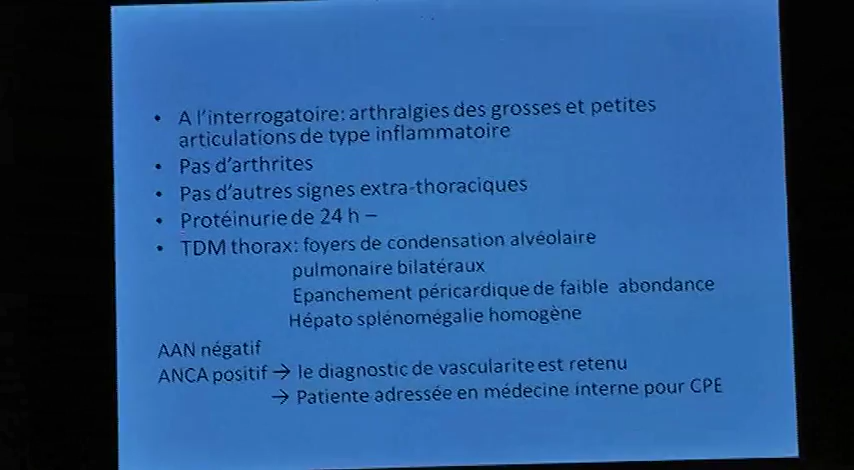 • A l'interrogatoire: arthralgies des grosses et petites
articulations de type inflammatoire
• Pas d'arthrites
• Pas d'autres signes extra-thoraciques
• Protéinurie de 24 h –
• TDM thorax: foyers de condensation alvéolaire
pulmonaire bilatéraux
Epanchement péricardique de faible abondance
Hépato splénomégalie homogène
AAN négatif
ANCA positif → le diagnostic de vascularite est retenu
→ Patiente adressée en médecine interne pour CPE